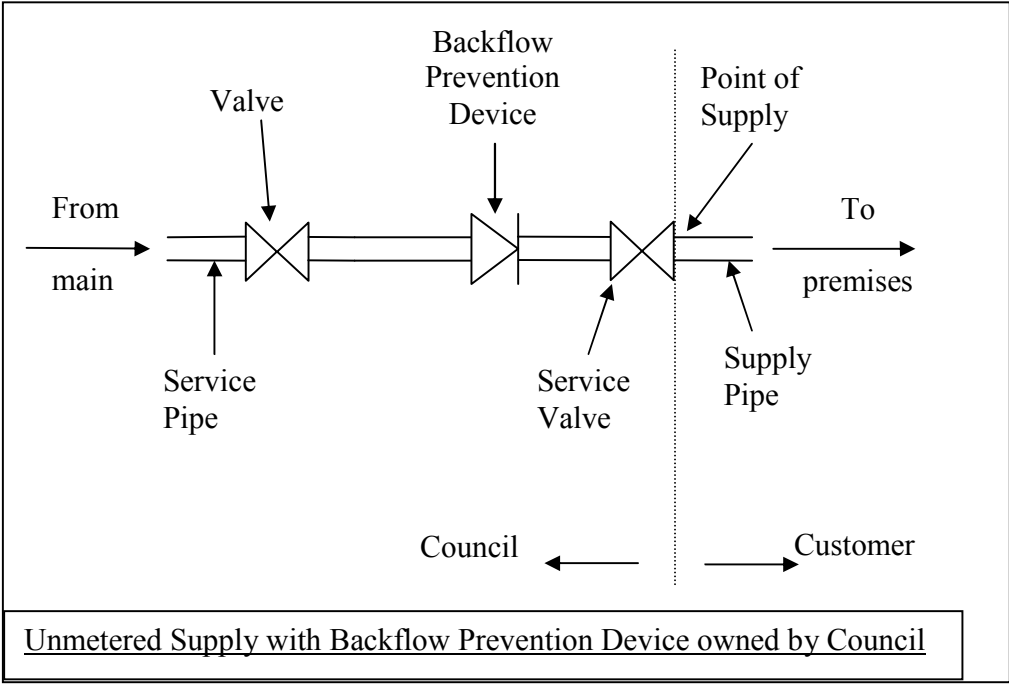 Backflow
Prevention
Device
Point of
Supply
Valve
From
main
To
premises
Service
Pipe
Service
Valve
Supply
Pipe
Council
Customer
Unmetered Supply with Backflow Prevention Device owned by Council